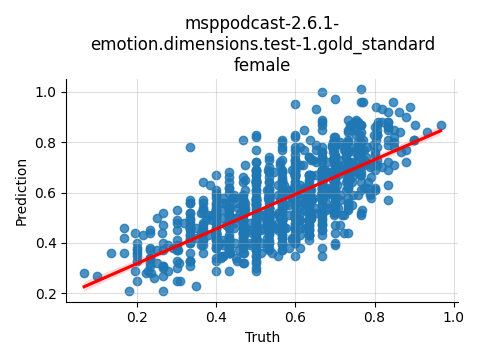 msppodcast-2.6.1-
emotion.dimensions.test-1.gold_standard
female
1.0
0.8
0.6
0.4
0.2
Prediction
0.2 0.4 0.6 0.8 1.0
Truth